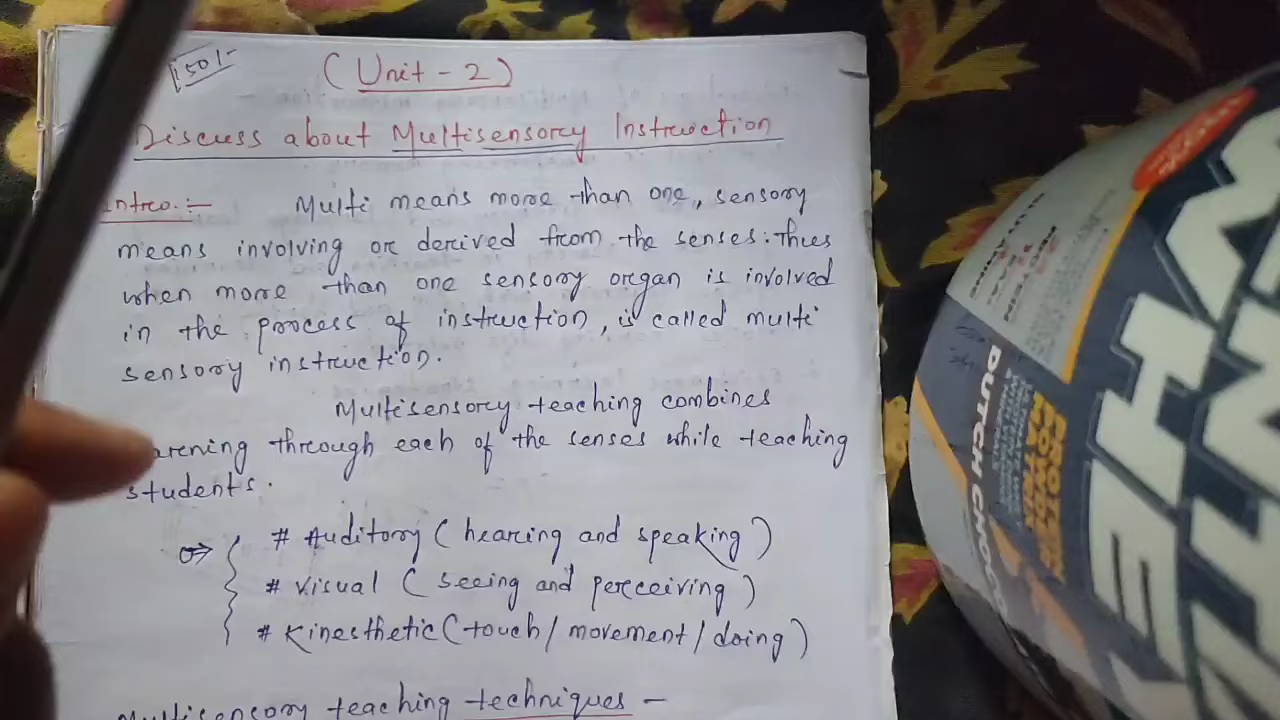 150/-
(Unit - 2)
Discuss about Multisensory Instruction
Intro. :-
Multi means more than one, sensory
means involving or derived from the senses. Thus
when more than one sensory organ is involved
in the process of instruction, is called multi
sensory instruction.
Multisensory teaching combines
learning through each of the senses while teaching
students.
# Auditory (hearing and speaking)
# Visual (seeing and perceiving)
# Kinesthetic (touch / movement / doing)
Multisensory teaching techniques -
WHE
DUTCH CHOCO